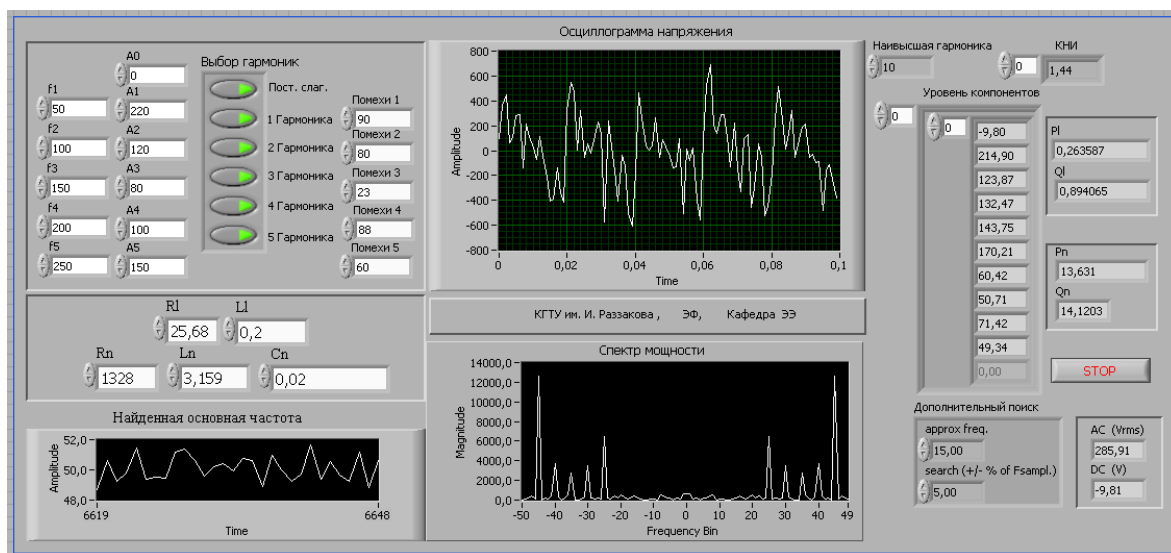 A0
0
f1
50
A1
220
f2
100
A2
120
f3
150
A3
80
f4
200
A4
100
f5
250
A5
150
Выбор гармоник
Пост. слаг.
1 Гармоника
2 Гармоника
3 Гармоника
4 Гармоника
5 Гармоника
Помехи 1
90
Помехи 2
80
Помехи 3
23
Помехи 4
88
Помехи 5
60
Rl
25,68
Ll
0,2
Rn
1328
Ln
3,159
Cn
0,02
Найденная основная частота
Amplitude
52,0
50,0
48,0
6619
6648
Time
Осциллограмма напряжения
Amplitude
800
600
400
200
0
-200
-400
-600
-800
0 0,02 0,04 0,06 0,08 0,1
Time
КГТУ им. И. Раззакова , ЭФ, Кафедра ЭЭ
Спектр мощности
Magnitude
14000,0
12000,0
10000,0
8000,0
6000,0
4000,0
2000,0
0,0
-50 -40 -30 -20 -10 0 10 20 30 40 49
Frequency Bin
Наивысшая гармоника
10
КНИ
0
1,44
Уровень компонентов
0
0
-9,80
214,90
123,87
132,47
143,75
170,21
60,42
50,71
71,42
49,34
0,00
Pl
0,263587
Ql
0,894065
Pn
13,631
Qn
14,1203
STOP
Дополнительный поиск
approx freq.
15,00
search (+/- % of Fsampl.)
5,00
AC (Vrms)
285,91
DC (V)
-9,81